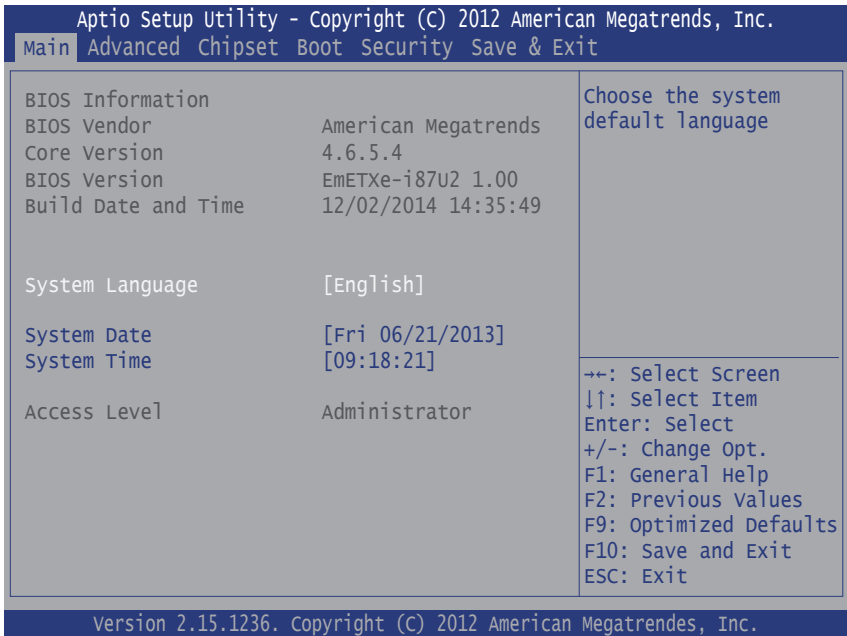 Aptio Setup Utility - Copyright (C) 2012 American Megatrends, Inc.
Main Advanced Chipset Boot Security Save & Exit
BIOS Information
BIOS Vendor American Megatrends
Core Version 4.6.5.4
BIOS Version EmETXe-i87U2 1.00
Build Date and Time 12/02/2014 14:35:49
System Language [English]
System Date [Fri 06/21/2013]
System Time [09:18:21]
Access Level Administrator
Choose the system
default language
→←: Select Screen
↓↑: Select Item
Enter: Select
+/-: Change Opt.
F1: General Help
F2: Previous Values
F9: Optimized Defaults
F10: Save and Exit
ESC: Exit
Version 2.15.1236. Copyright (C) 2012 American Megatrendes, Inc.